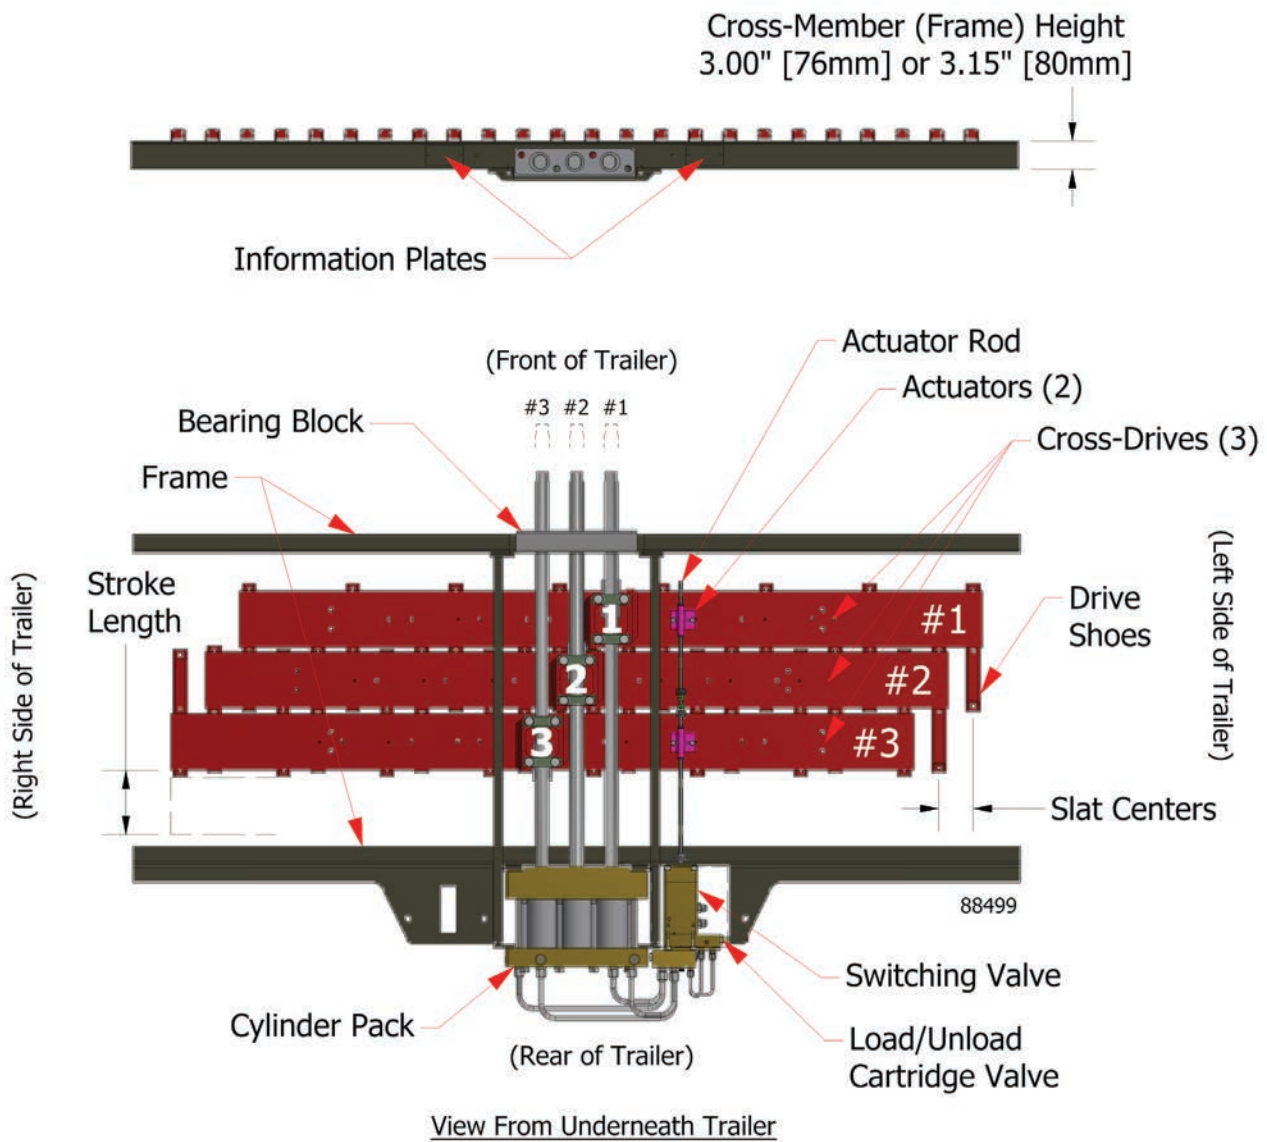 Cross-Member (Frame) Height
3.00" [76mm] or 3.15" [80mm]
Information Plates
(Front of Trailer)
#3 #2 #1
Actuator Rod
Actuators (2)
Cross-Drives (3)
Bearing Block
Frame
(Right Side of Trailer)
Stroke
Length
(Left Side of Trailer)
Drive
Shoes
1
#1
2
#2
3
#3
Slat Centers
88499
Switching Valve
Cylinder Pack
Load/Unload
Cartridge Valve
(Rear of Trailer)
View From Underneath Trailer